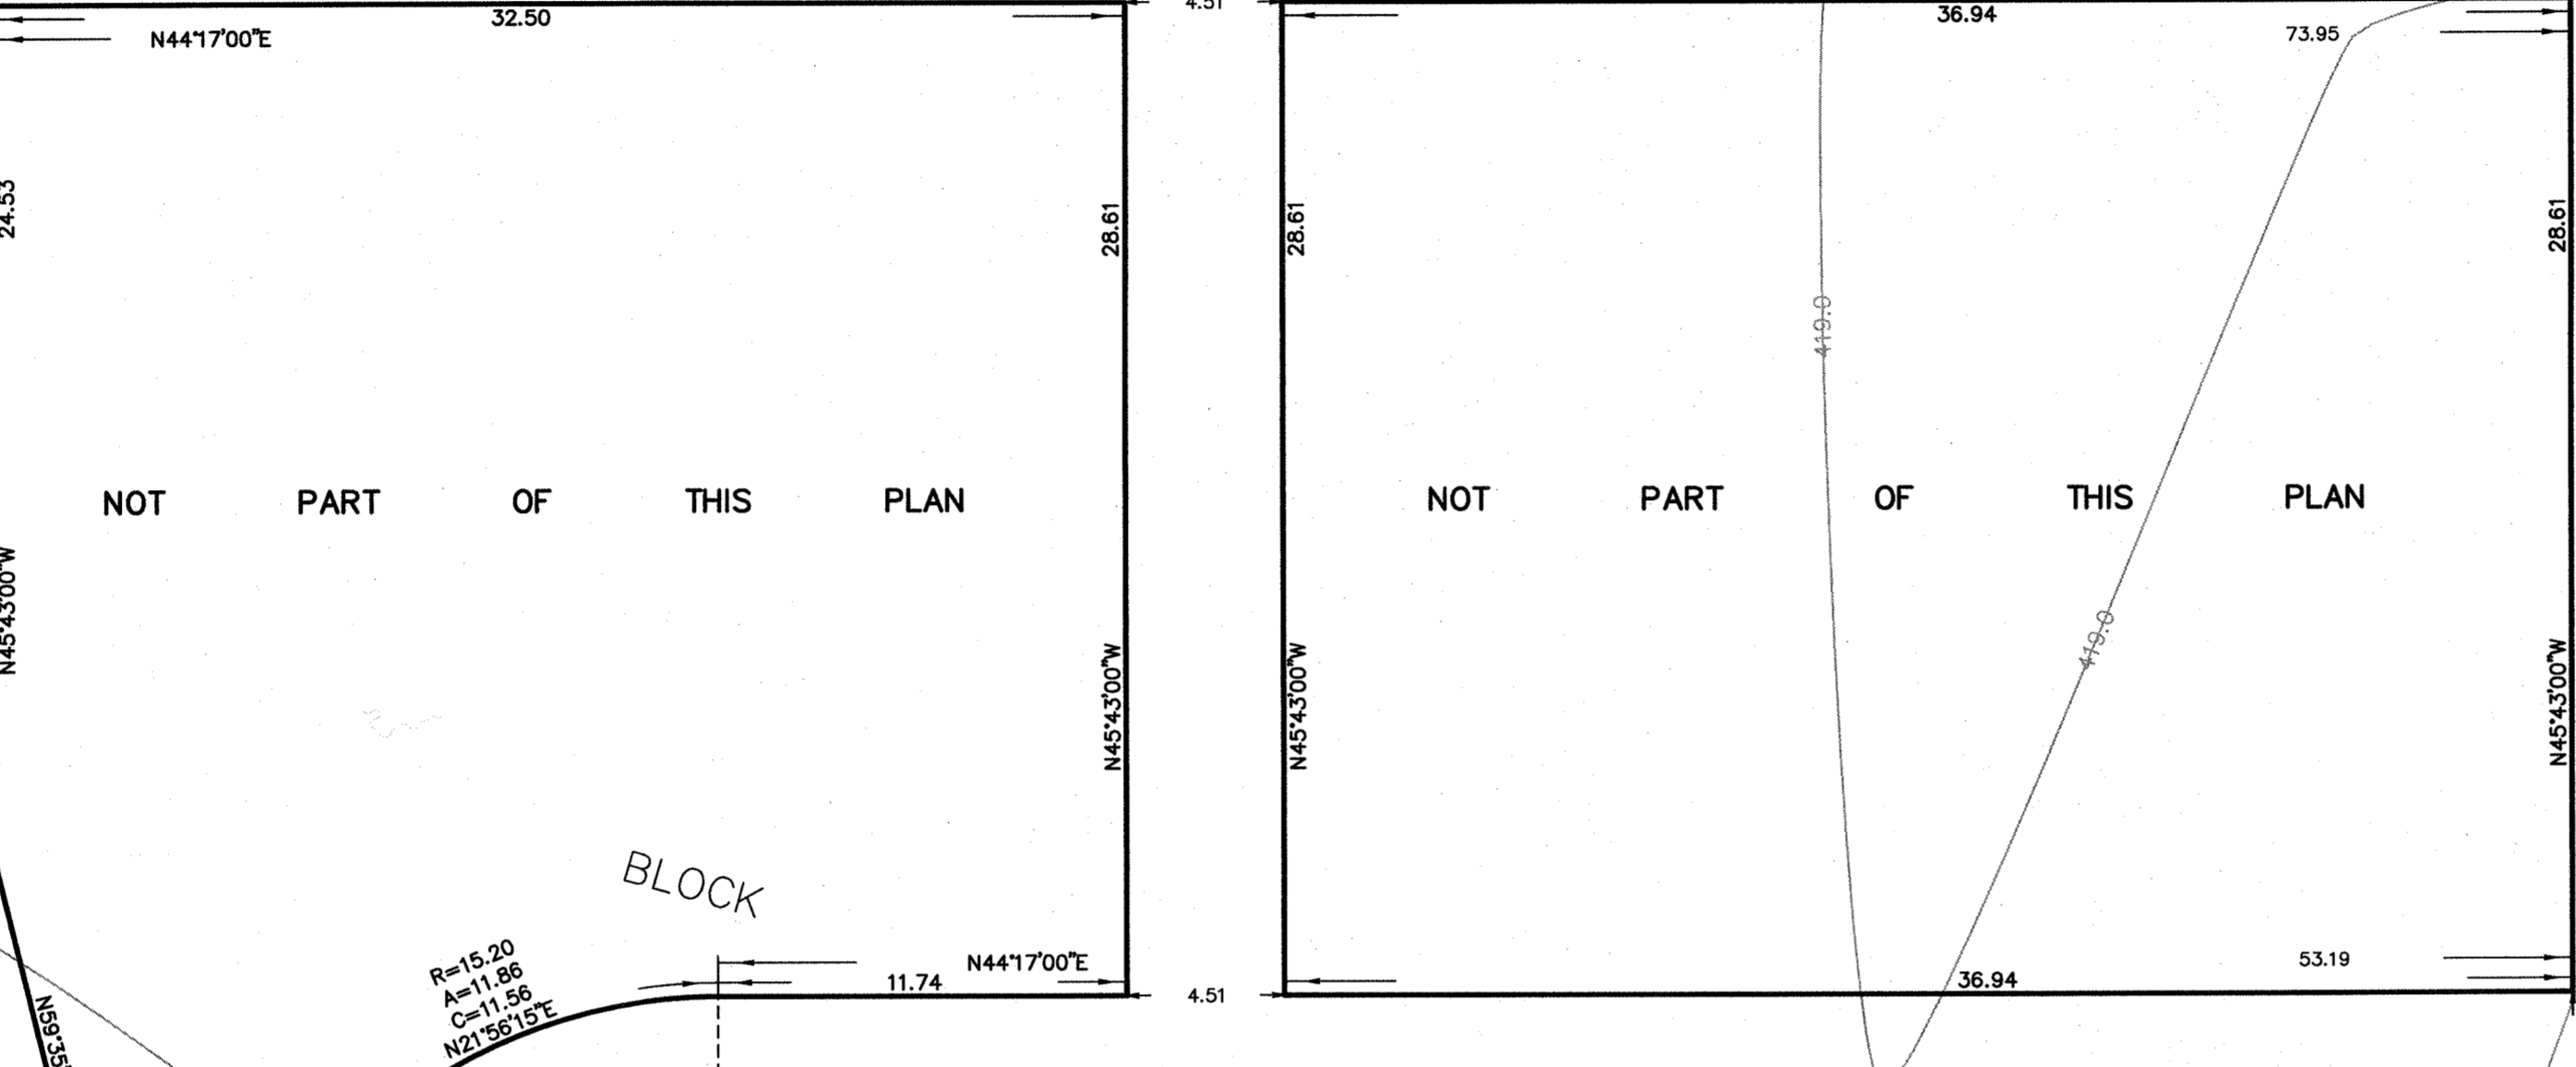 32.50
4.51
36.94
N44°17'00"E
73.95
24.53
28.61
28.61
28.61
419.0
NOT PART OF THIS PLAN
NOT PART OF THIS PLAN
N45°43'00"W
419.0
N45°43'00"W
N45°43'00"W
N45°43'00"W
BLOCK
R=15.20
A=11.86
C=11.56
N21°56'15"E
N44°17'00"E
11.74
4.51
53.19
36.94
N59°35'